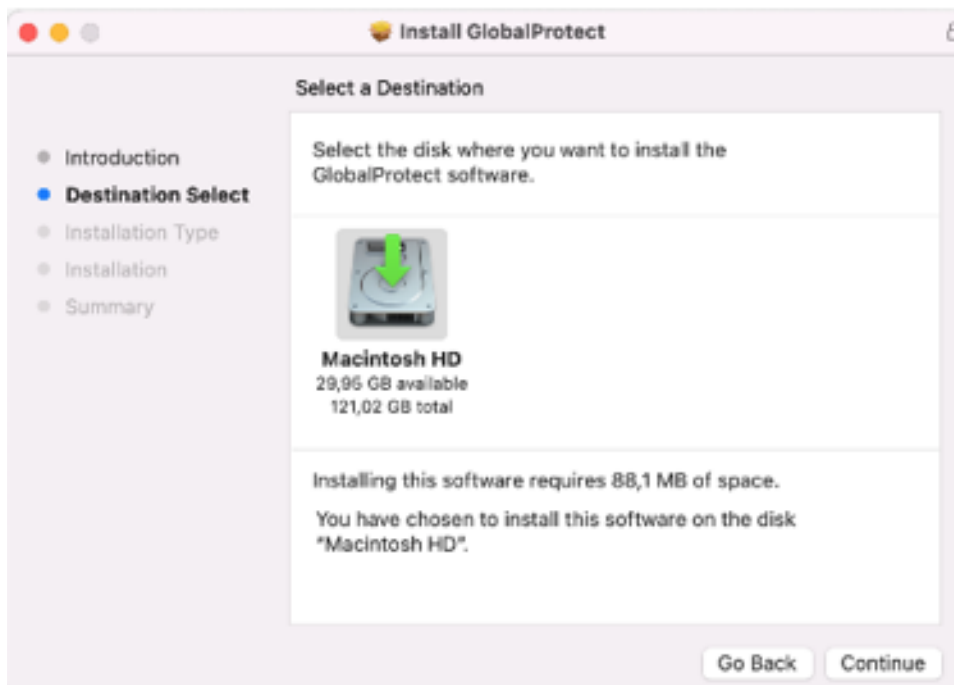 Install GlobalProtect
Select a Destination
Introduction
Destination Select
Installation Type
Installation
Summary
Select the disk where you want to install the
GlobalProtect software.
Macintosh HD
29,95 GB available
121,02 GB total
Installing this software requires 88,1 MB of space.
You have chosen to install this software on the disk
“Macintosh HD”.
Go Back
Continue